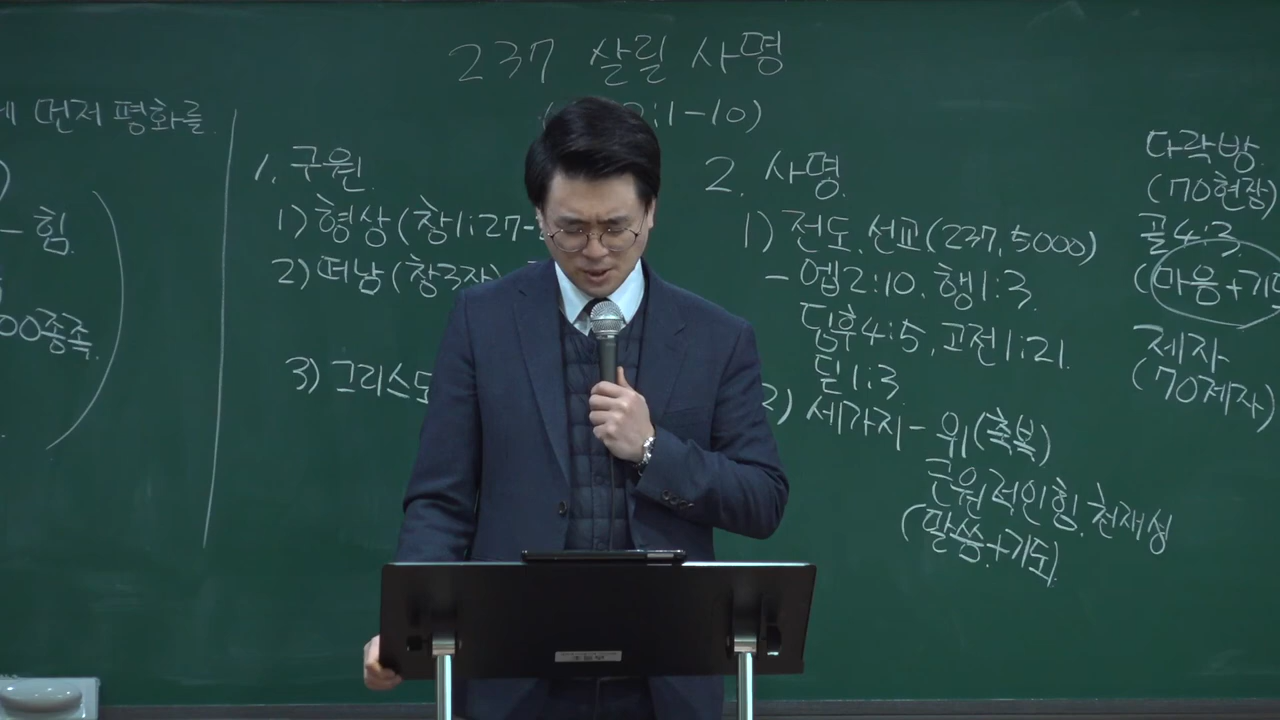 237 살릴 사명
2:1-10)
먼저 평화를
- 힘.
00종족.
1. 구원.
1) 형상(창1:27-
2) 떠남(창3장)
3) 그리스도
2. 사명.
1) 전도. 선교(237, 5000)
- 엡2:10. 행1:3.
딤후4:5. 고전1:21.
딛1:3.
2) 세가지 - 위(축복)
근원적인 힘. 천재성
(말씀.+기도)
다락방.
(70현장)
골4:3.
(마음+기도
제자
(70제자)